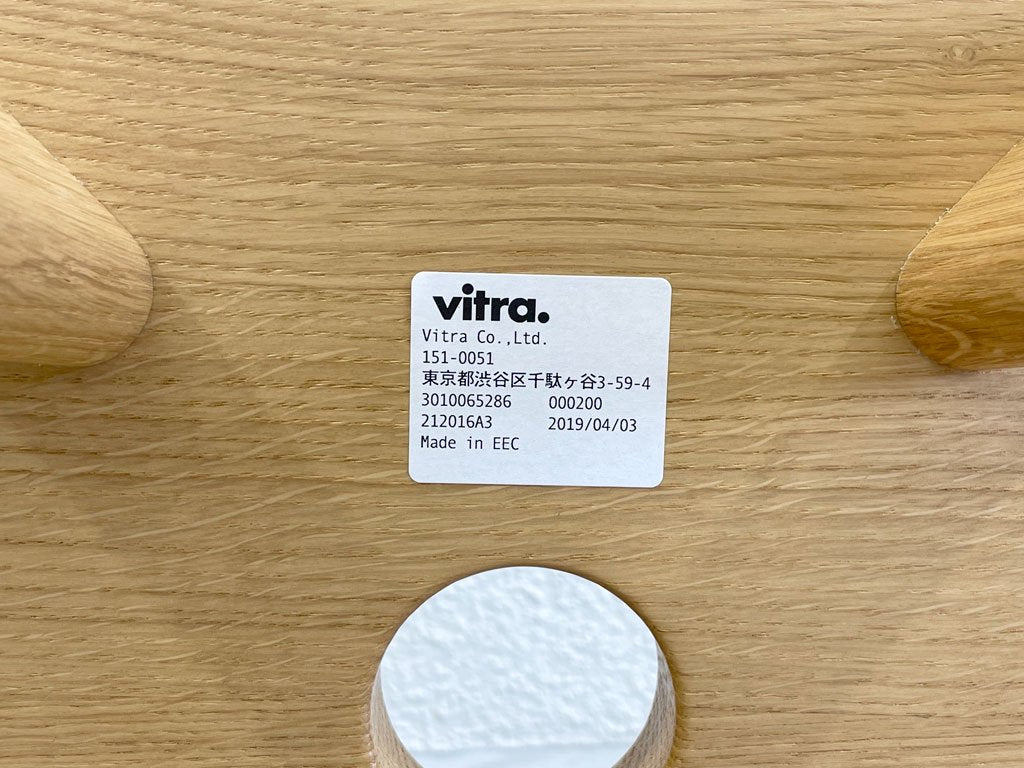 vitra.
Vitra Co.,Ltd.
151-0051
東京都渋谷区千駄ヶ谷3-59-4
3010065286 000200
212016A3 2019/04/03
Made in EEC